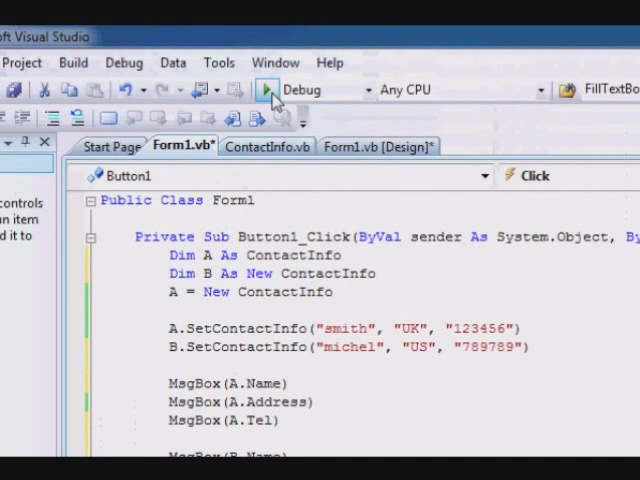 oft Visual Studio
Project Build Debug Data Tools Window Help
Debug Any CPU FillTextBo
Start Page Form1.vb* ContactInfo.vb Form1.vb [Design]*
Button1 Click
controls
n item
d it to
Public Class Form1
Private Sub Button1_Click(ByVal sender As System.Object, By
Dim A As ContactInfo
Dim B As New ContactInfo
A = New ContactInfo
A.SetContactInfo("smith", "UK", "123456")
B.SetContactInfo("michel", "US", "789789")
MsgBox(A.Name)
MsgBox(A.Address)
MsgBox(A.Tel)
MsgBox(B.Name)